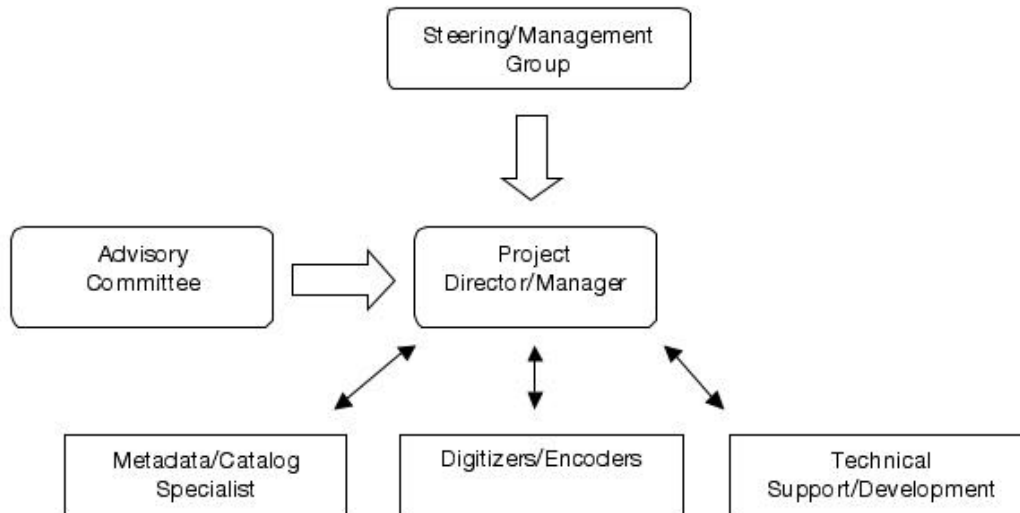 Steering/Management
Group
Advisory
Committee
Project
Director/Manager
Metadata/Catalog
Specialist
Digitizers/Encoders
Technical
Support/Development